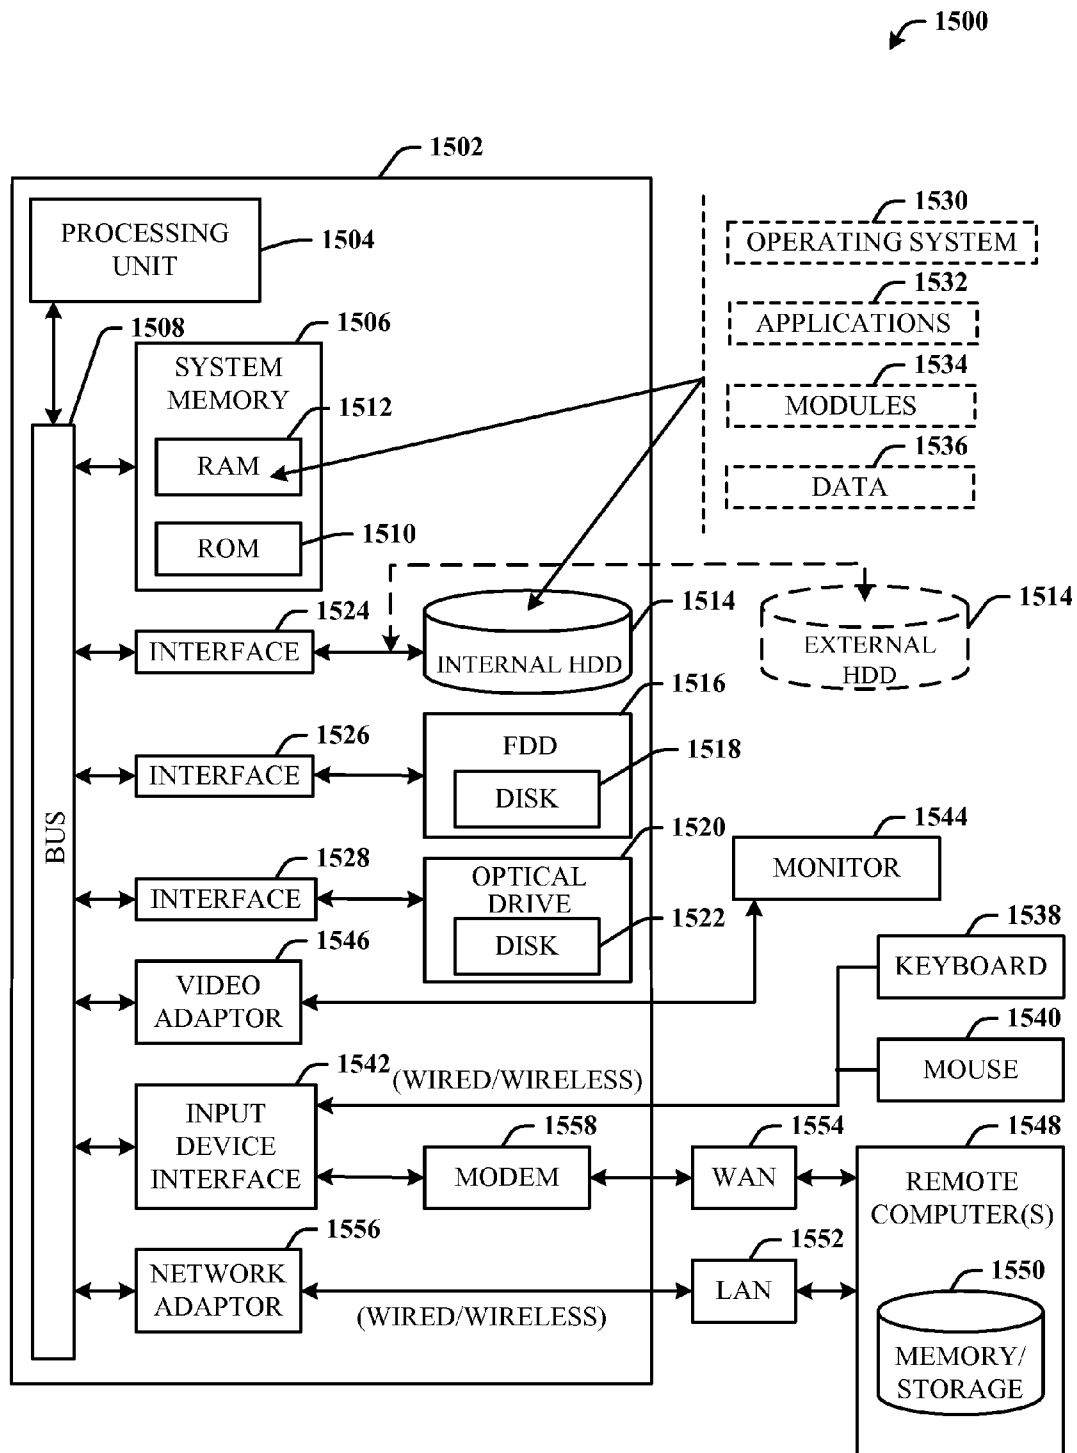 1500
1502
PROCESSING
UNIT
1504
1508
1506
SYSTEM
MEMORY
1512
RAM
1510
ROM
1530
OPERATING SYSTEM
1532
APPLICATIONS
1534
MODULES
1536
DATA
1524
INTERFACE
1514
INTERNAL HDD
1514
EXTERNAL
HDD
1526
INTERFACE
1516
FDD
1518
DISK
BUS
1528
INTERFACE
1520
OPTICAL
DRIVE
1522
DISK
1544
MONITOR
1546
VIDEO
ADAPTOR
1538
KEYBOARD
1540
MOUSE
1542
(WIRED/WIRELESS)
INPUT
DEVICE
INTERFACE
1558
MODEM
1554
WAN
1548
REMOTE
COMPUTER(S)
1556
NETWORK
ADAPTOR
(WIRED/WIRELESS)
1552
LAN
1550
MEMORY/
STORAGE